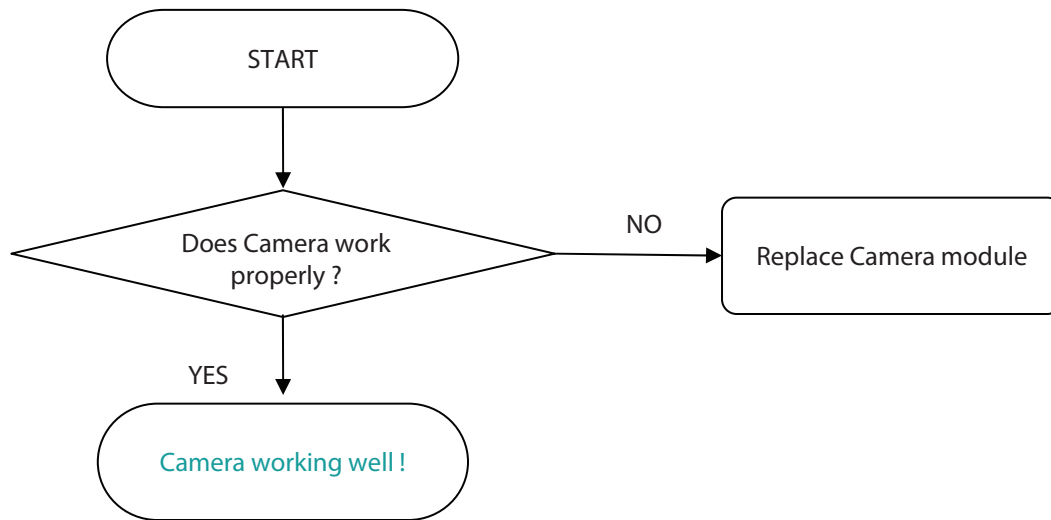 START
Does Camera work
properly ?
NO
Replace Camera module
YES
Camera working well !